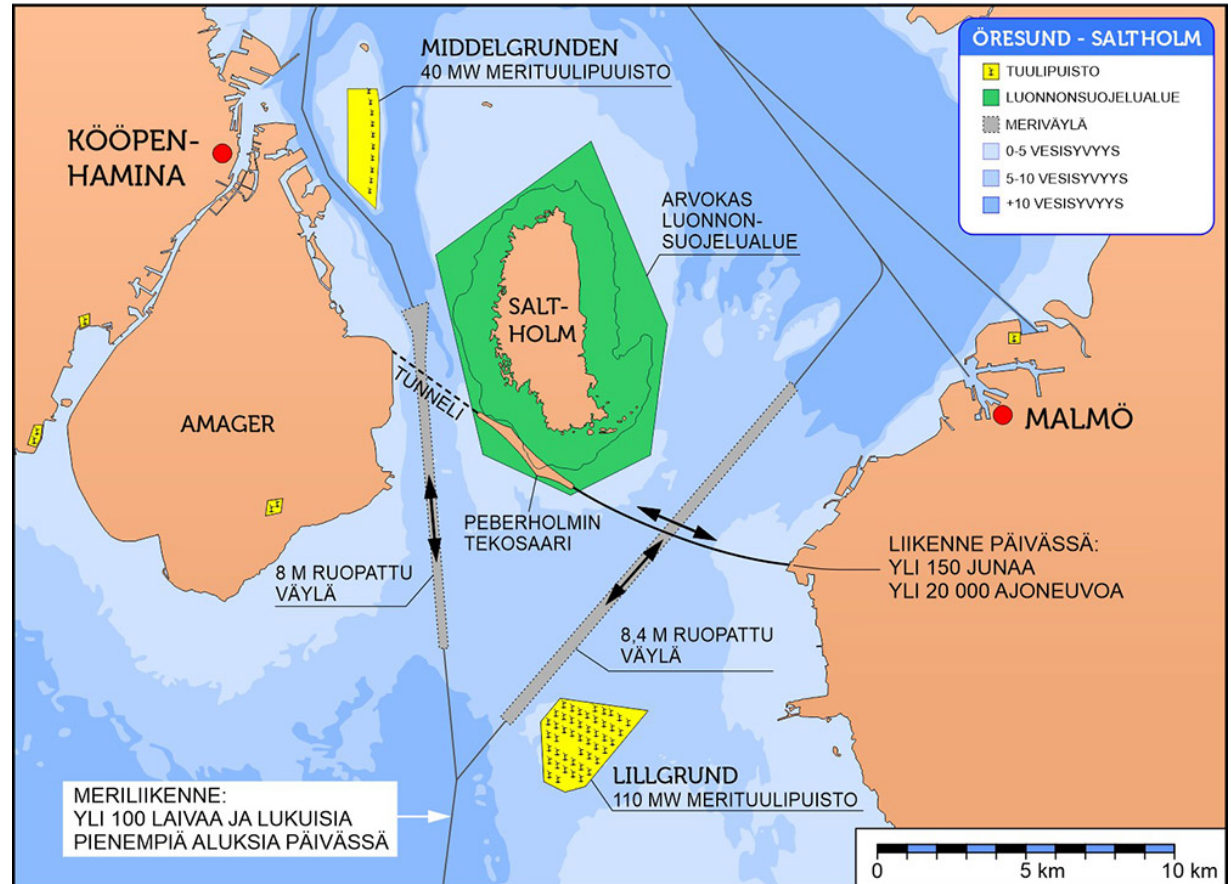 MIDDELGRUNDEN
40 MW MERITUULIPUUISTO
KÖÖPEN-
HAMINA
ÖRESUND - SALTHOLM
TUULIPUISTO
LUONNONSUOJELUALUE
MERIVÄYLÄ
0-5 VESISYVYYS
5-10 VESISYVYYS
+10 VESISYVYYS
ARVOKAS
LUONNON-
SUOJELUALUE
SALT-
HOLM
TUNNELI
AMAGER
MALMÖ
PEBERHOLMIN
TEKOSAARI
8 M RUOPATTU
VÄYLÄ
LIIKENNE PÄIVÄSSÄ:
YLI 150 JUNAA
YLI 20 000 AJONEUVOA
8,4 M RUOPATTU
VÄYLÄ
LILLGRUND
110 MW MERITUULIPUISTO
MERILIIKENNE:
YLI 100 LAIVAA JA LUKUISIA
PIENEMPIÄ ALUKSIA PÄIVÄSSÄ
0 5 km 10 km